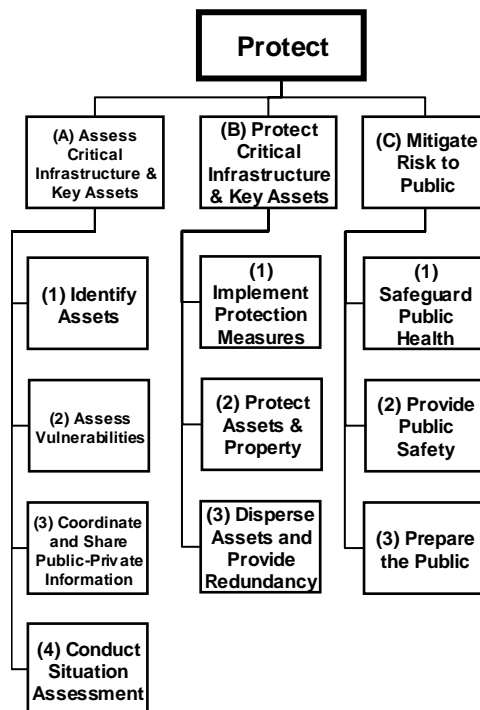 Protect
(A) Assess
Critical
Infrastructure &
Key Assets
(B) Protect
Critical
Infrastructure
& Key Assets
(C) Mitigate
Risk to
Public
(1) Identify
Assets
(2) Assess
Vulnerabilities
(3) Coordinate
and Share
Public-Private
Information
(4) Conduct
Situation
Assessment
(1)
Implement
Protection
Measures
(2) Protect
Assets &
Property
(3) Disperse
Assets and
Provide
Redundancy
(1)
Safeguard
Public
Health
(2) Provide
Public
Safety
(3) Prepare
the Public